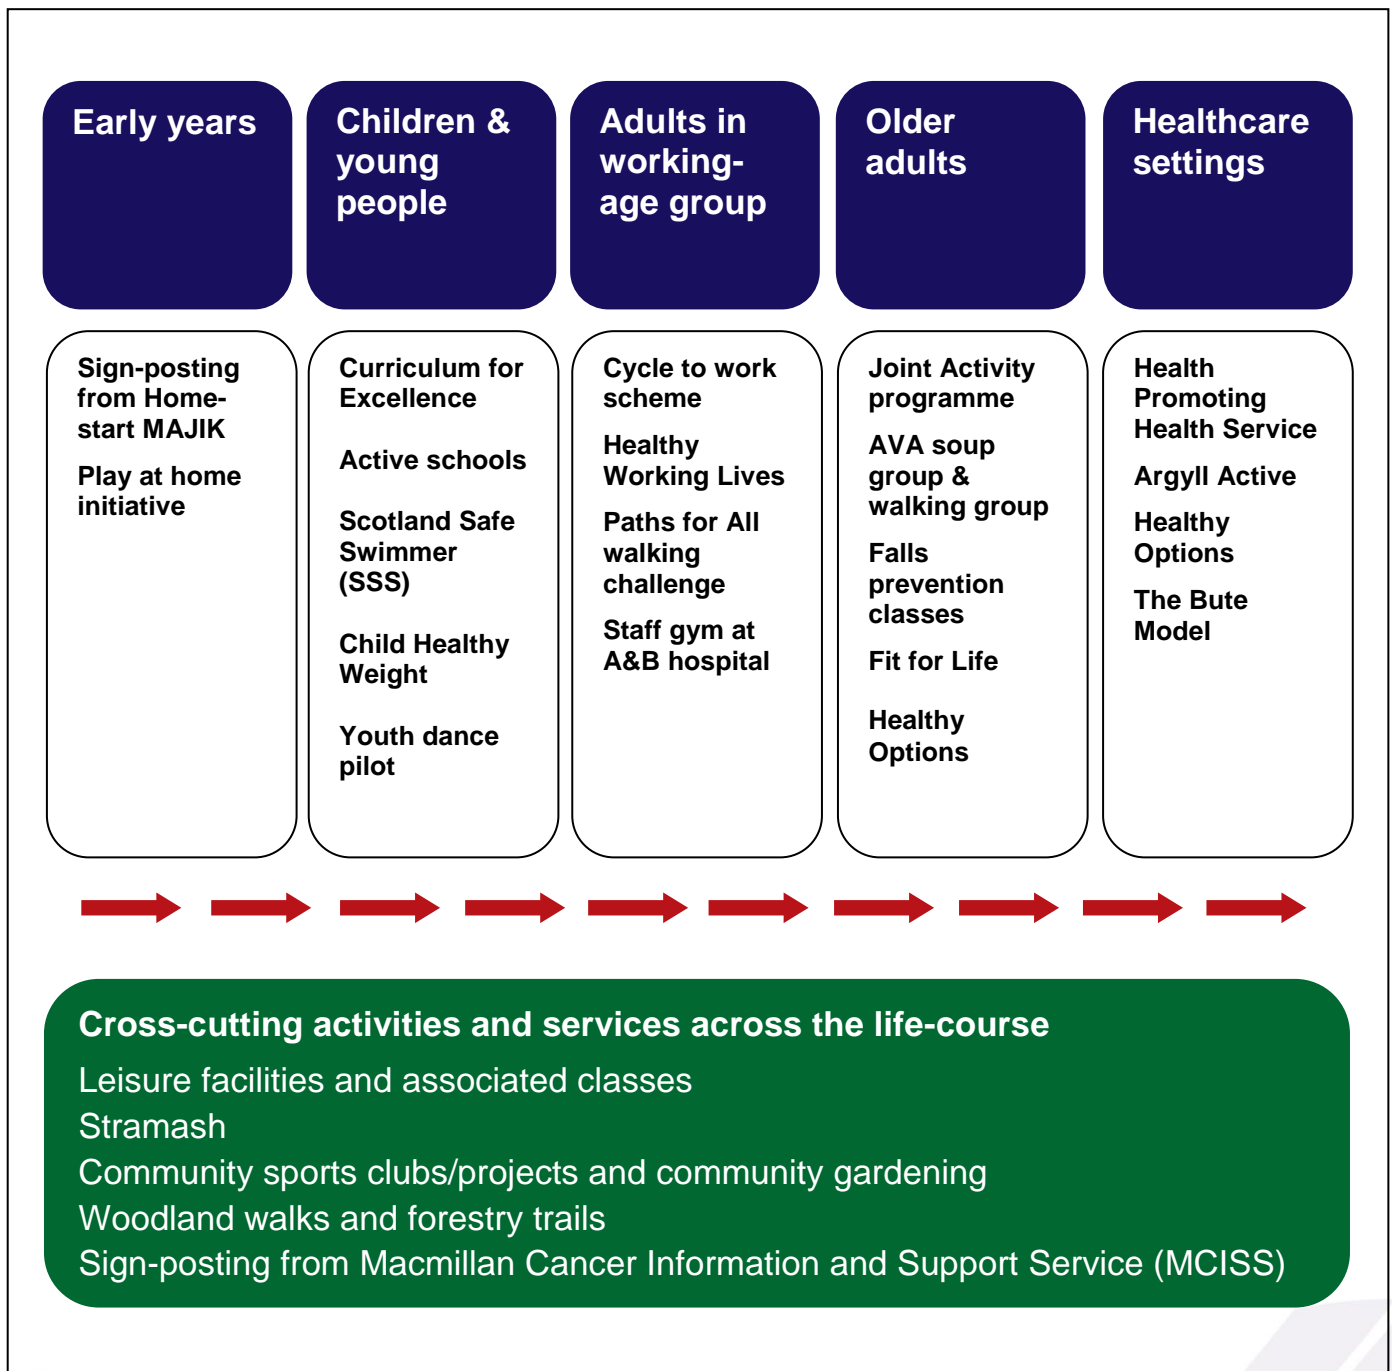 Early years
Children &
young
people
Adults in
working-
age group
Older
adults
Healthcare
settings
Sign-posting
from Home-
start MAJIK
Play at home
initiative
Curriculum for
Excellence
Active schools
Scotland Safe
Swimmer
(SSS)
Child Healthy
Weight
Youth dance
pilot
Cycle to work
scheme
Healthy
Working Lives
Paths for All
walking
challenge
Staff gym at
A&B hospital
Joint Activity
programme
AVA soup
group &
walking group
Falls
prevention
classes
Fit for Life
Healthy
Options
Health
Promoting
Health Service
Argyll Active
Healthy
Options
The Bute
Model
Cross-cutting activities and services across the life-course
Leisure facilities and associated classes
Stramash
Community sports clubs/projects and community gardening
Woodland walks and forestry trails
Sign-posting from Macmillan Cancer Information and Support Service (MCISS)